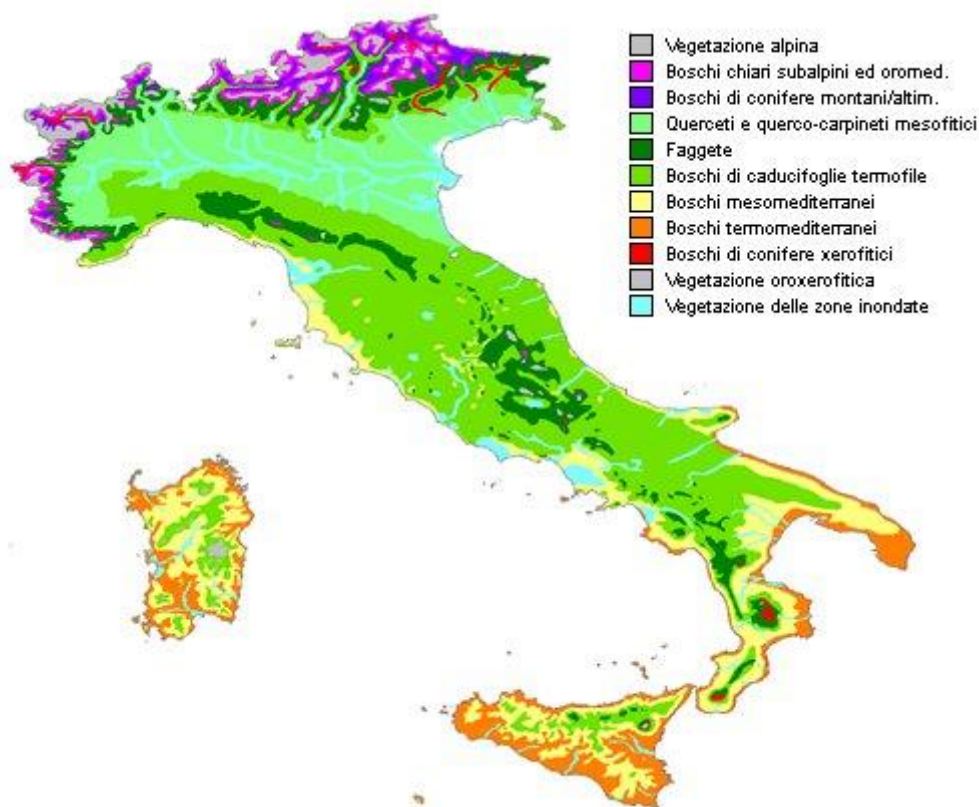 Vegetazione alpina
Boschi chiari subalpini ed oromed.
Boschi di conifere montani/altim.
Querceti e querco-carpineti mesofitici
Faggete
Boschi di caducifoglie termofile
Boschi mesomediterranei
Boschi termomediterranei
Boschi di conifere xerofitici
Vegetazione oroxerofitica
Vegetazione delle zone inondate